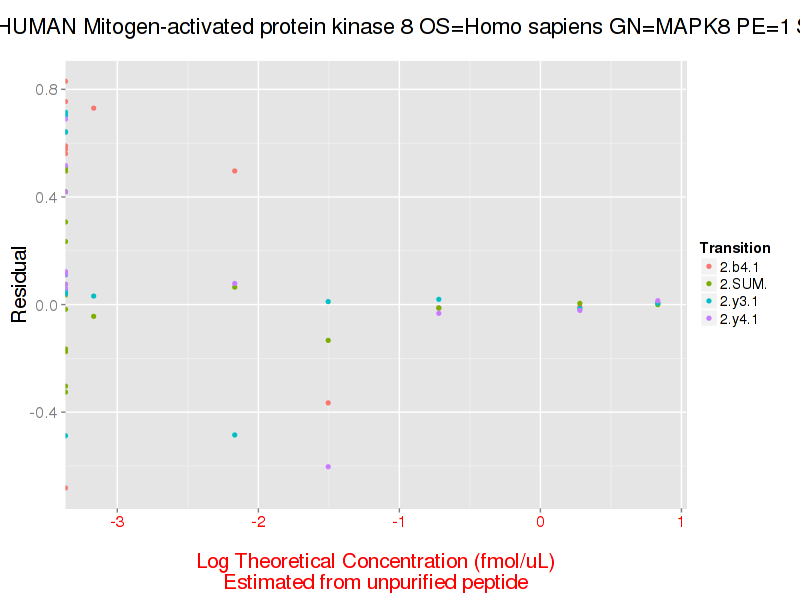 HUMAN Mitogen-activated protein kinase 8 OS=Homo sapiens GN=MAPK8 PE=1
0.8
0.4
0.0
-0.4
Residual
-3
-2
-1
0
1
Log Theoretical Concentration (fmol/uL)
Estimated from unpurified peptide
Transition
2.b4.1
2.SUM.
2.y3.1
2.y4.1